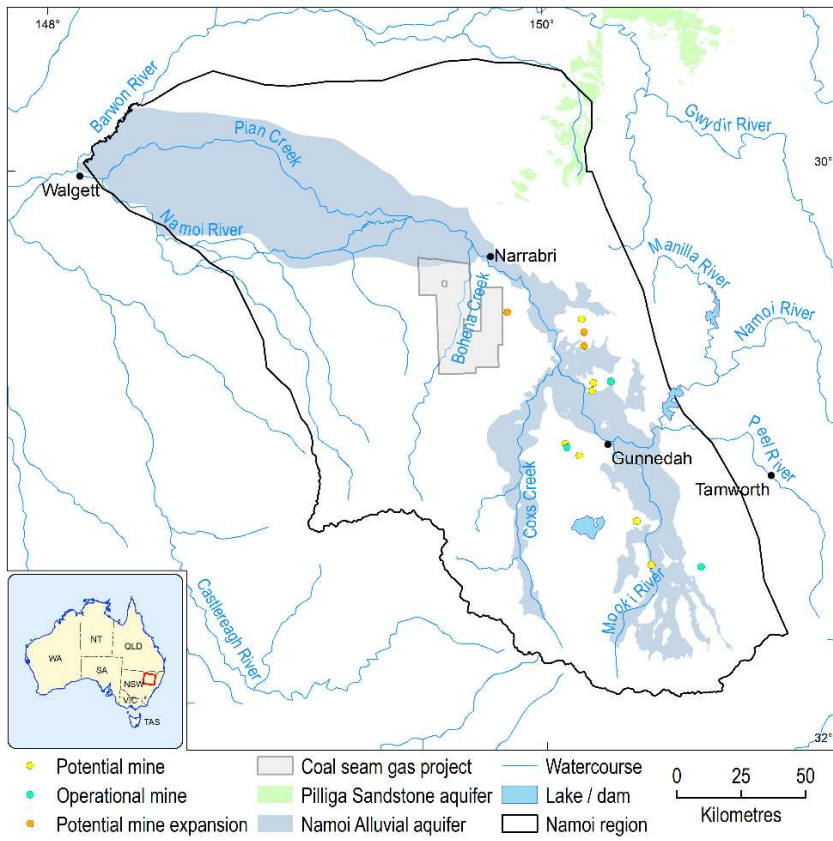 148°
150°
Barwon River
Pian Creek
Gwydir River
30°
Walgett
Namoi River
Narrabri
Manilla River
Namoi River
Bohena Creek
Peel River
Gunnedah
Tamworth
Coxs Creek
Mooki River
Castlereagh River
WA
NT
QLD
SA
NSW
VIC
TAS
32°
Potential mine
Operational mine
Potential mine expansion
Coal seam gas project
Pilliga Sandstone aquifer
Namoi Alluvial aquifer
Watercourse
Lake / dam
Namoi region
0 25 50
Kilometres